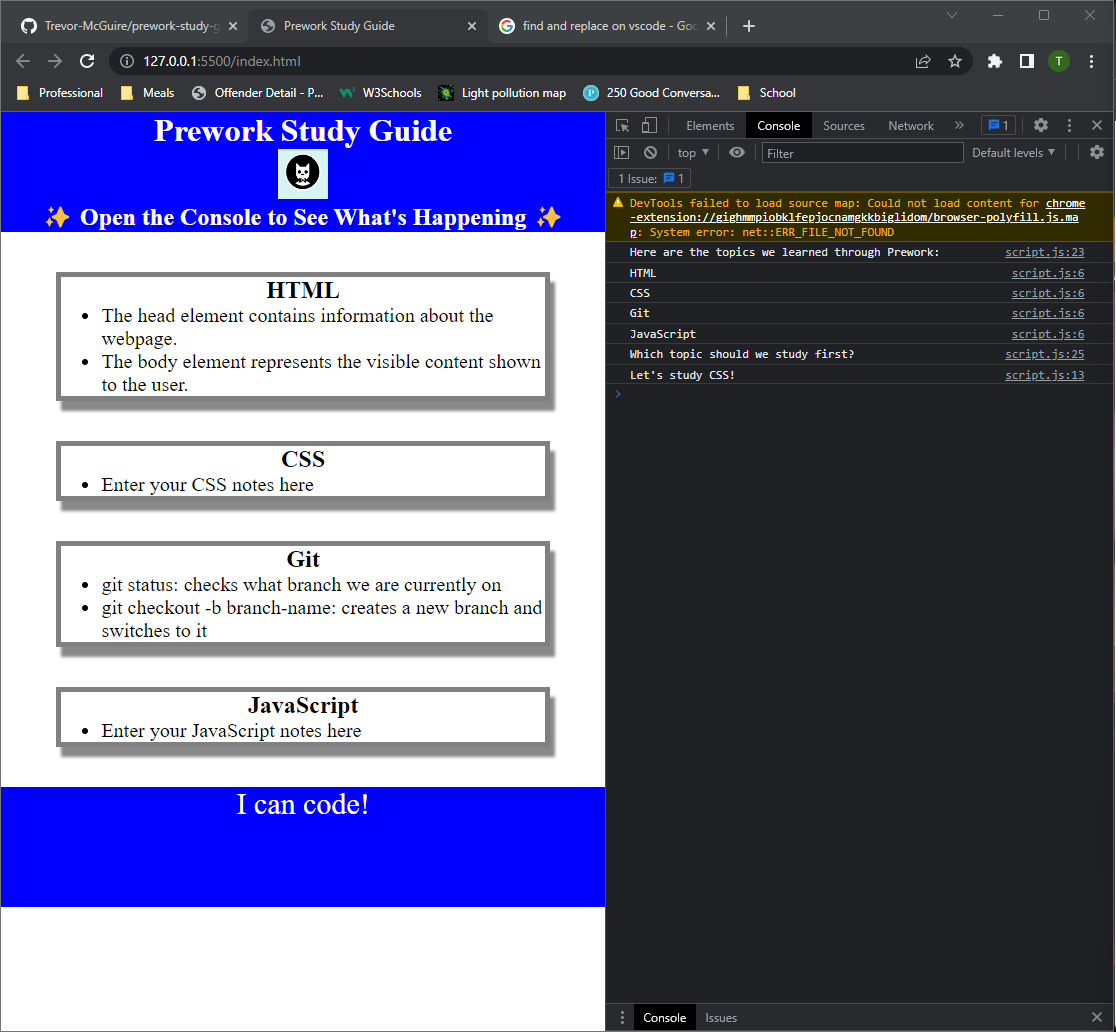 Trevor-McGuire/prework-study-g
Prework Study Guide
find and replace on vscode - Goo
127.0.0.1:5500/index.html
T
Professional
Meals
Offender Detail - P...
W3Schools
Light pollution map
250 Good Conversa...
School
Prework Study Guide
✨ Open the Console to See What's Happening ✨
HTML
• The head element contains information about the
webpage.
• The body element represents the visible content shown
to the user.
CSS
• Enter your CSS notes here
Git
• git status: checks what branch we are currently on
• git checkout -b branch-name: creates a new branch and
switches to it
JavaScript
• Enter your JavaScript notes here
I can code!
Elements
Console
Sources
Network
»
1
top
Filter
Default levels
1 Issue: 1
DevTools failed to load source map: Could not load content for chrome
-extension://gighmmpiobklfepjocnamgkkbiglidom/browser-polyfill.js.ma
p: System error: net::ERR_FILE_NOT_FOUND
Here are the topics we learned through Prework: script.js:23
HTML script.js:6
CSS script.js:6
Git script.js:6
JavaScript script.js:6
Which topic should we study first? script.js:25
Let's study CSS! script.js:13
Console
Issues